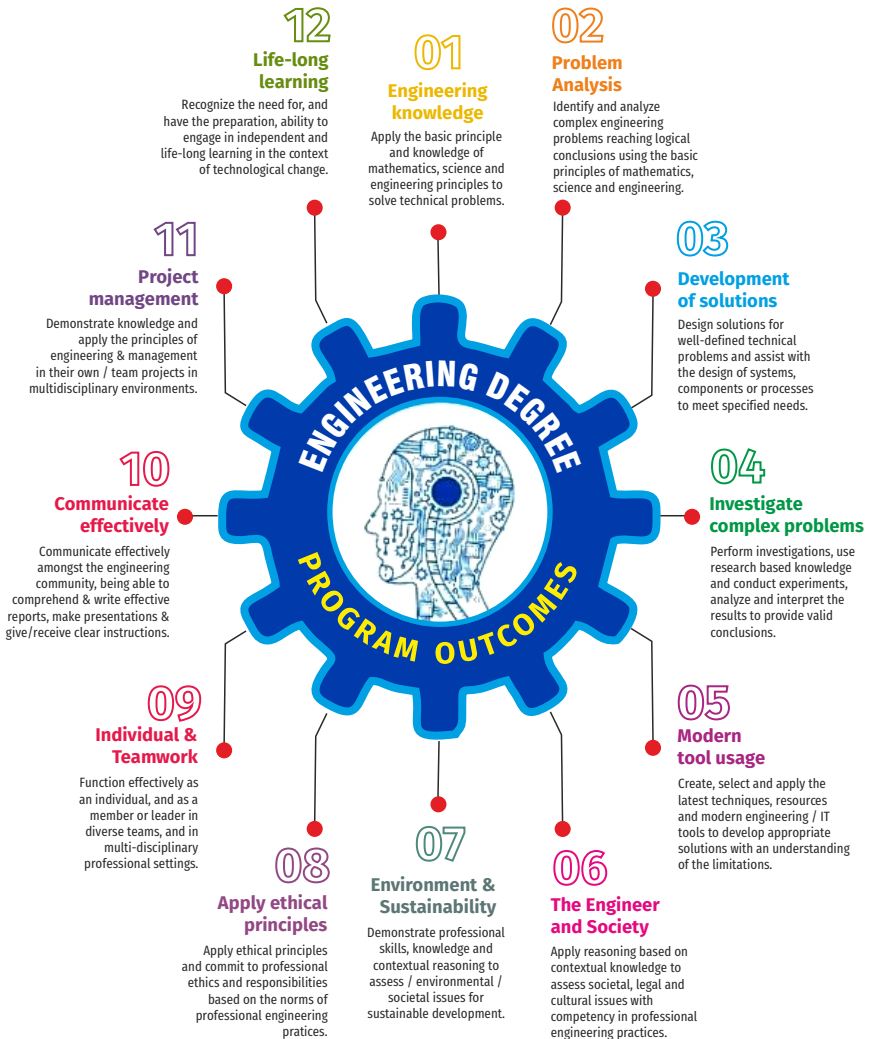 ENGINEERING DEGREE
PROGRAM OUTCOMES
01
Engineering
knowledge
Apply the basic principle
and knowledge of
mathematics, science and
engineering principles to
solve technical problems.
02
Problem
Analysis
Identify and analyze
complex engineering
problems reaching logical
conclusions using the basic
principles of mathematics,
science and engineering.
03
Development
of solutions
Design solutions for
well-defined technical
problems and assist with
the design of systems,
components or processes
to meet specified needs.
04
Investigate
complex problems
Perform investigations, use
research based knowledge
and conduct experiments,
analyze and interpret the
results to provide valid
conclusions.
05
Modern
tool usage
Create, select and apply the
latest techniques, resources
and modern engineering / IT
tools to develop appropriate
solutions with an understanding
of the limitations.
06
The Engineer
and Society
Apply reasoning based on
contextual knowledge to
assess societal, legal and
cultural issues with
competency in professional
engineering practices.
07
Environment &
Sustainability
Demonstrate professional
skills, knowledge and
contextual reasoning to
assess / environmental /
societal issues for
sustainable development.
08
Apply ethical
principles
Apply ethical principles
and commit to professional
ethics and responsibilities
based on the norms of
professional engineering
pratices.
09
Individual &
Teamwork
Function effectively as
an individual, and as a
member or leader in
diverse teams, and in
multi-disciplinary
professional settings.
10
Communicate
effectively
Communicate effectively
amongst the engineering
community, being able to
comprehend & write effective
reports, make presentations &
give/receive clear instructions.
11
Project
management
Demonstrate knowledge and
apply the principles of
engineering & management
in their own / team projects in
multidisciplinary environments.
12
Life-long
learning
Recognize the need for, and
have the preparation, ability to
engage in independent and
life-long learning in the context
of technological change.